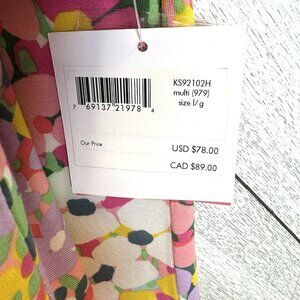 KS92102H
multi (979)
size l/g
7 69137 21978 4
Our Price
USD $78.00
CAD $89.00